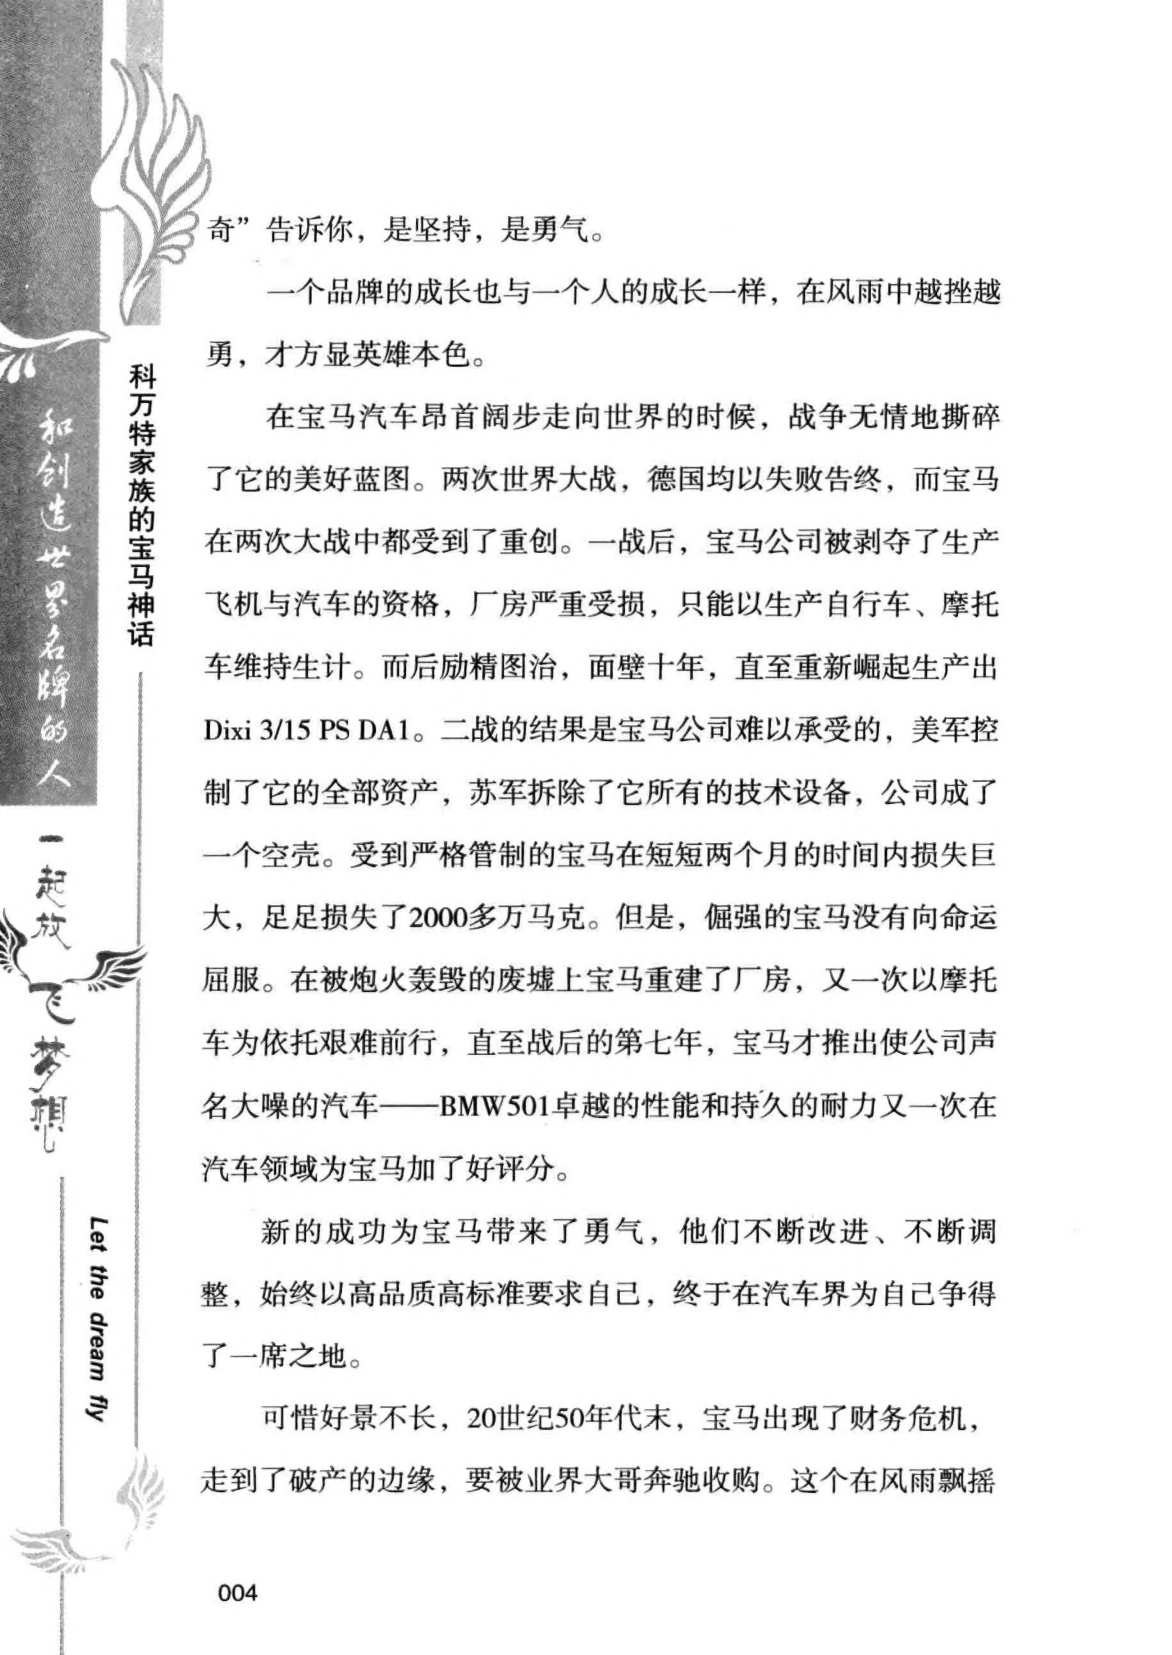 和创造世界名牌的人
一起放飞梦想
Let the dream fly
科万特家族的宝马神话
奇”告诉你，是坚持，是勇气。
一个品牌的成长也与一个人的成长一样，在风雨中越挫越
勇，才方显英雄本色。
在宝马汽车昂首阔步走向世界的时候，战争无情地撕碎
了它的美好蓝图。两次世界大战，德国均以失败告终，而宝马
在两次大战中都受到了重创。一战后，宝马公司被剥夺了生产
飞机与汽车的资格，厂房严重受损，只能以生产自行车、摩托
车维持生计。而后励精图治，面壁十年，直至重新崛起生产出
Dixi 3/15 PS DA1。二战的结果是宝马公司难以承受的，美军控
制了它的全部资产，苏军拆除了它所有的技术设备，公司成了
一个空壳。受到严格管制的宝马在短短两个月的时间内损失巨
大，足足损失了2000多万马克。但是，倔强的宝马没有向命运
屈服。在被炮火轰毁的废墟上宝马重建了厂房，又一次以摩托
车为依托艰难前行，直至战后的第七年，宝马才推出使公司声
名大噪的汽车——BMW501卓越的性能和持久的耐力又一次在
汽车领域为宝马加了好评分。
新的成功为宝马带来了勇气，他们不断改进、不断调
整，始终以高品质高标准要求自己，终于在汽车界为自己争得
了一席之地。
可惜好景不长，20世纪50年代末，宝马出现了财务危机，
走到了破产的边缘，要被业界大哥奔驰收购。这个在风雨飘摇
004